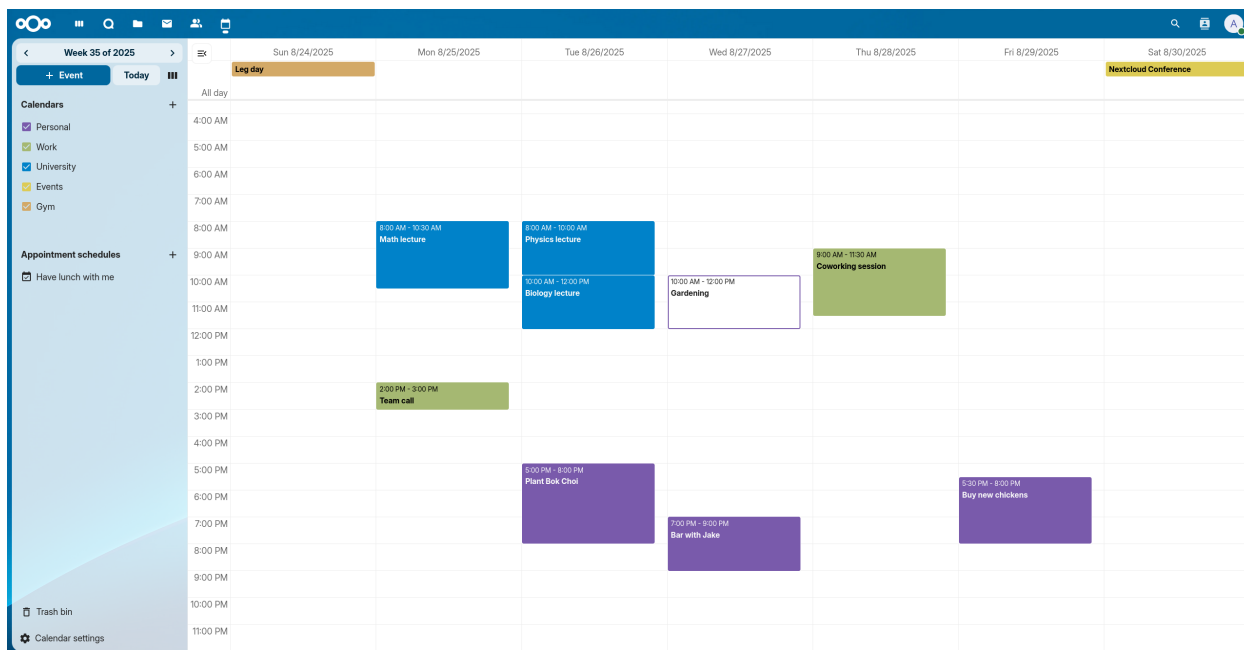 A
Week 35 of 2025
+ Event
Today
Calendars
Personal
Work
University
Events
Gym
Appointment schedules
Have lunch with me
Trash bin
Calendar settings
Sun 8/24/2025
Mon 8/25/2025
Tue 8/26/2025
Wed 8/27/2025
Thu 8/28/2025
Fri 8/29/2025
Sat 8/30/2025
All day
Leg day
Nextcloud Conference
4:00 AM
5:00 AM
6:00 AM
7:00 AM
8:00 AM
9:00 AM
10:00 AM
11:00 AM
12:00 PM
1:00 PM
2:00 PM
3:00 PM
4:00 PM
5:00 PM
6:00 PM
7:00 PM
8:00 PM
9:00 PM
10:00 PM
11:00 PM
8:00 AM - 10:30 AM
Math lecture
2:00 PM - 3:00 PM
Team call
8:00 AM - 10:00 AM
Physics lecture
10:00 AM - 12:00 PM
Biology lecture
5:00 PM - 8:00 PM
Plant Bok Choi
10:00 AM - 12:00 PM
Gardening
7:00 PM - 9:00 PM
Bar with Jake
9:00 AM - 11:30 AM
Coworking session
5:30 PM - 8:00 PM
Buy new chickens